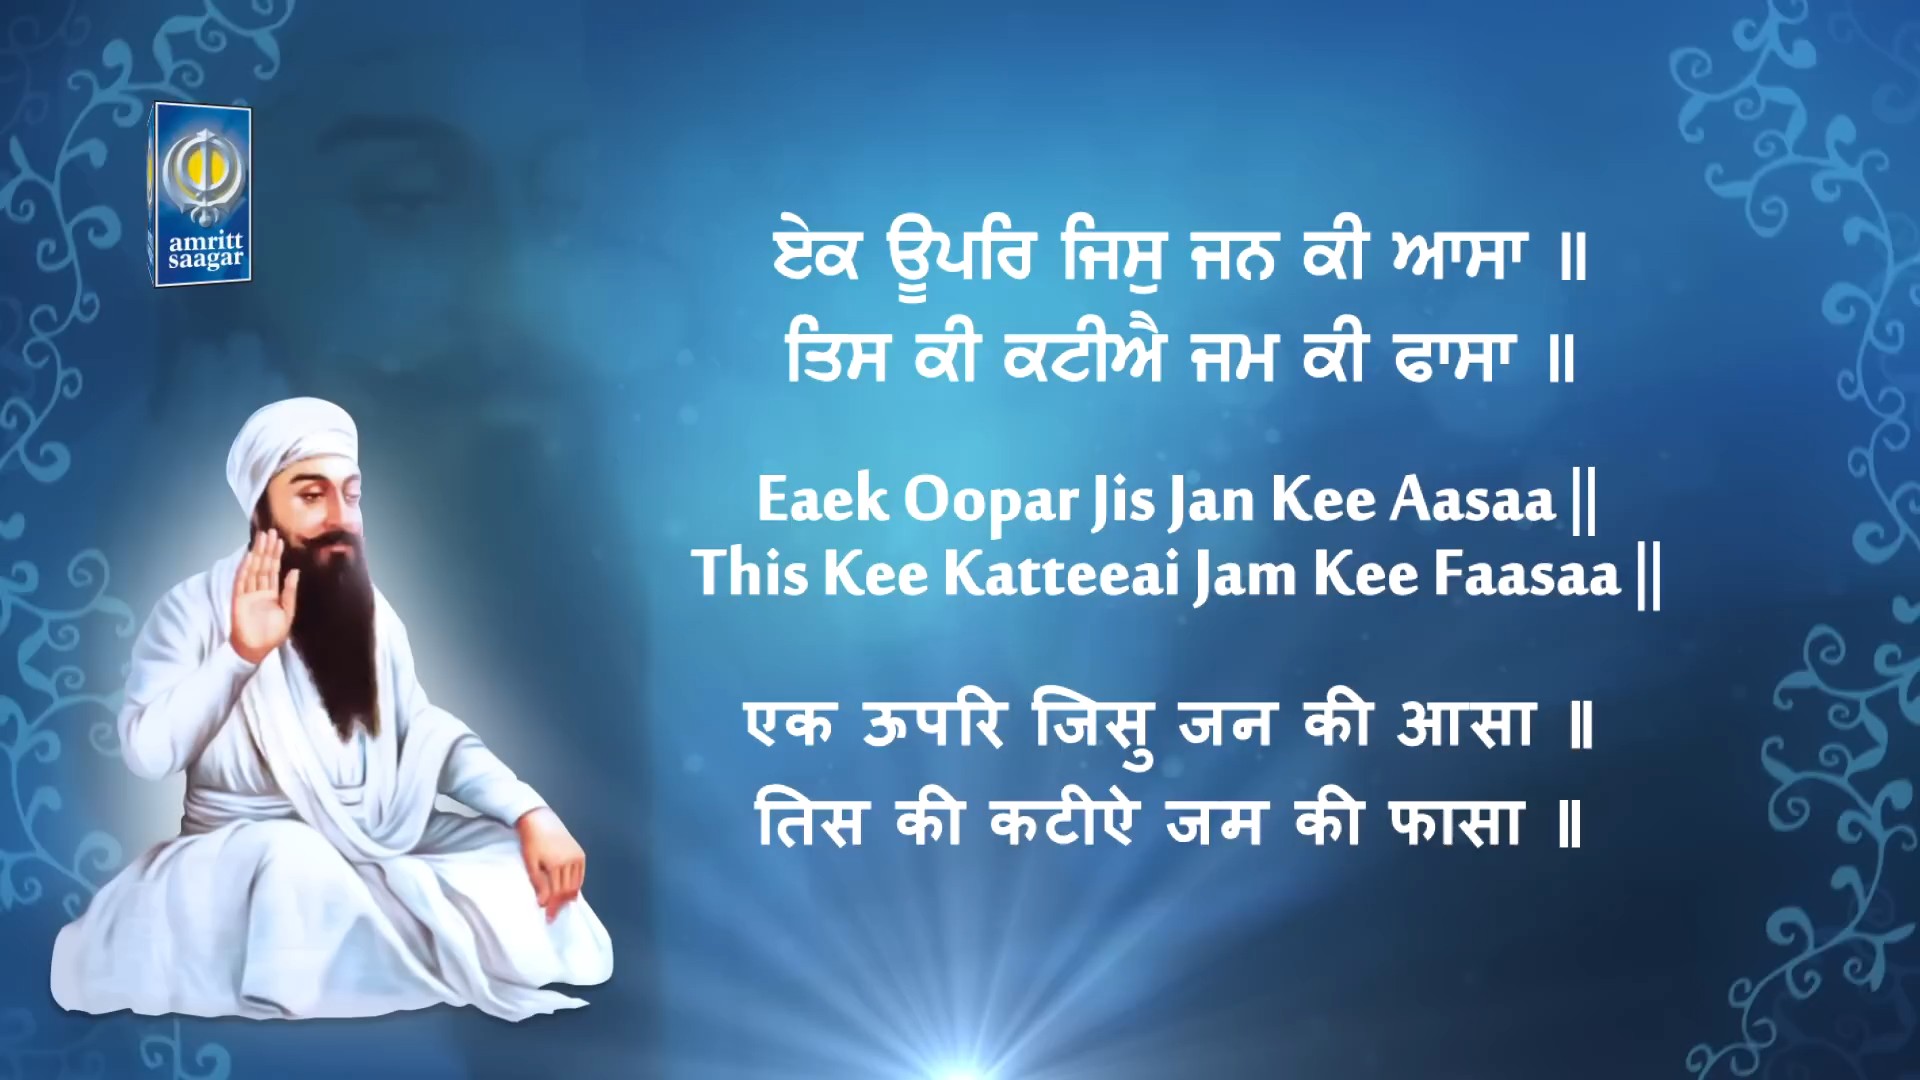 amritt
saagar
ਏਕ ਊਪਰਿ ਜਿਸੁ ਜਨ ਕੀ ਆਸਾ ॥
ਤਿਸ ਕੀ ਕਟੀਐ ਜਮ ਕੀ ਫਾਸਾ ॥
Eaek Oopar Jis Jan Kee Aasaa ||
This Kee Katteeai Jam Kee Faasaa ||
एक ऊपरि जिसु जन की आसा ॥
तिस की कटीऐ जम की फासा ॥